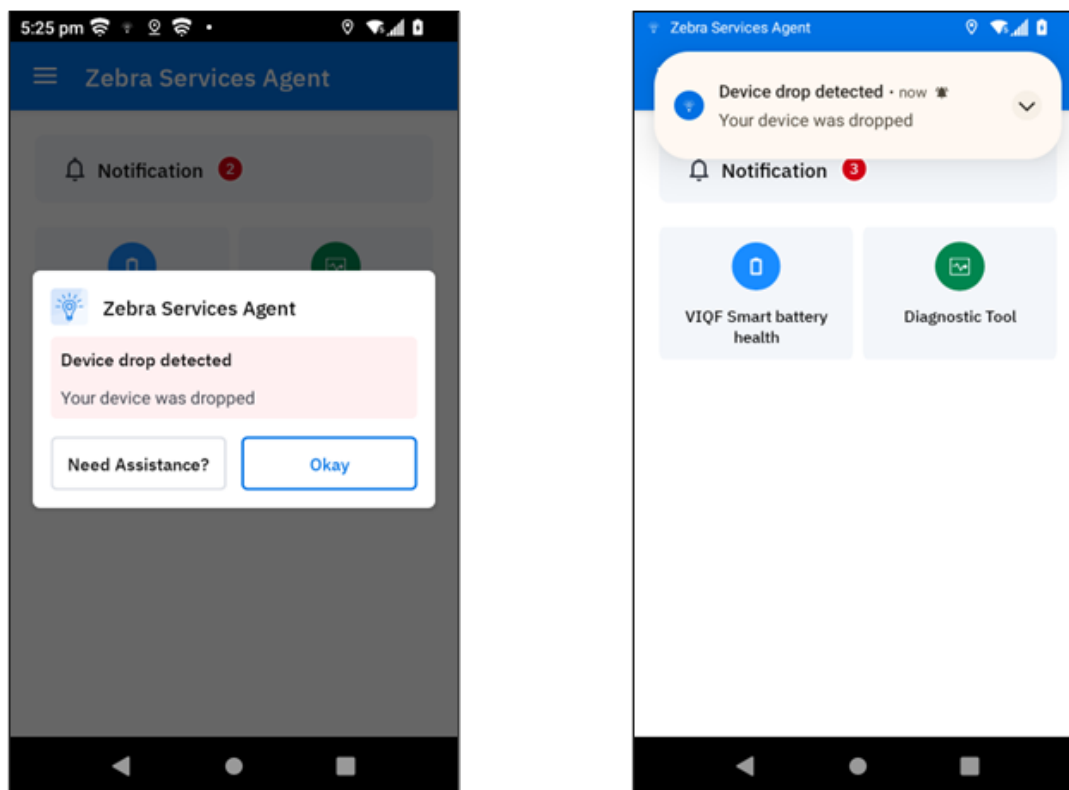 5:25 pm
Zebra Services Agent
Notification 2
Zebra Services Agent
Device drop detected
Your device was dropped
Need Assistance? Okay
Zebra Services Agent
Device drop detected • now
Your device was dropped
Notification 3
VIQF Smart battery
health
Diagnostic Tool